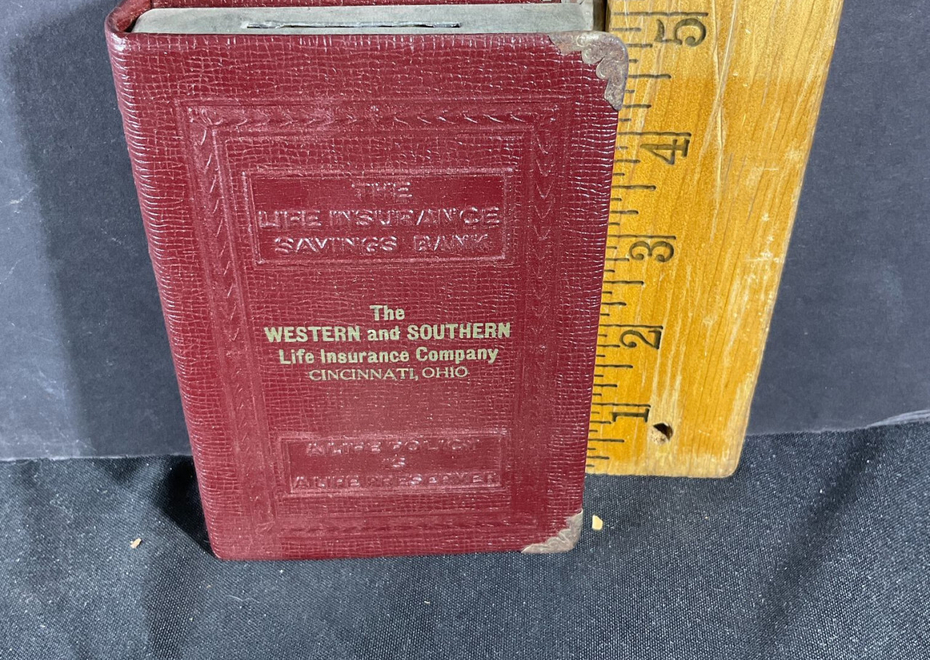 THE
LIFE INSURANCE
SAVINGS BANK
The
WESTERN and SOUTHERN
Life Insurance Company
CINCINNATI, OHIO
A LIFE POLICY
IS
A LIFE PRESERVER
5
4
3
2
1